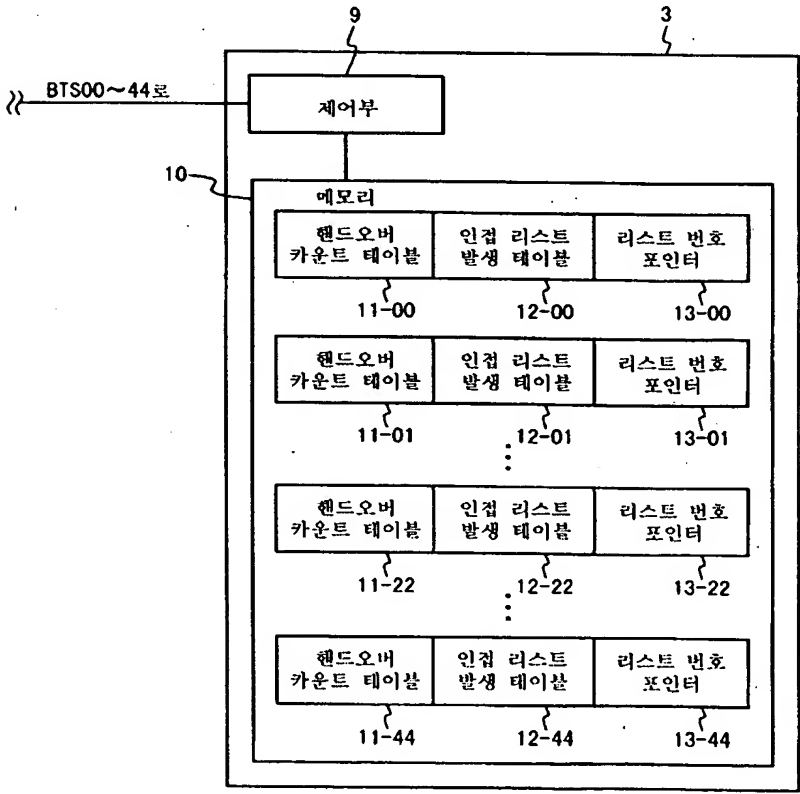 9
3
BTS00~44로
제어부
10
메모리
핸드오버
카운트 테이블
인접 리스트
발생 테이블
리스트 번호
포인터
11-00
12-00
13-00
핸드오버
카운트 테이블
인접 리스트
발생 테이블
리스트 번호
포인터
11-01
12-01
13-01
핸드오버
카운트 테이블
인접 리스트
발생 테이블
리스트 번호
포인터
11-22
12-22
13-22
핸드오버
카운트 테이블
인접 리스트
발생 테이블
리스트 번호
포인터
11-44
12-44
13-44